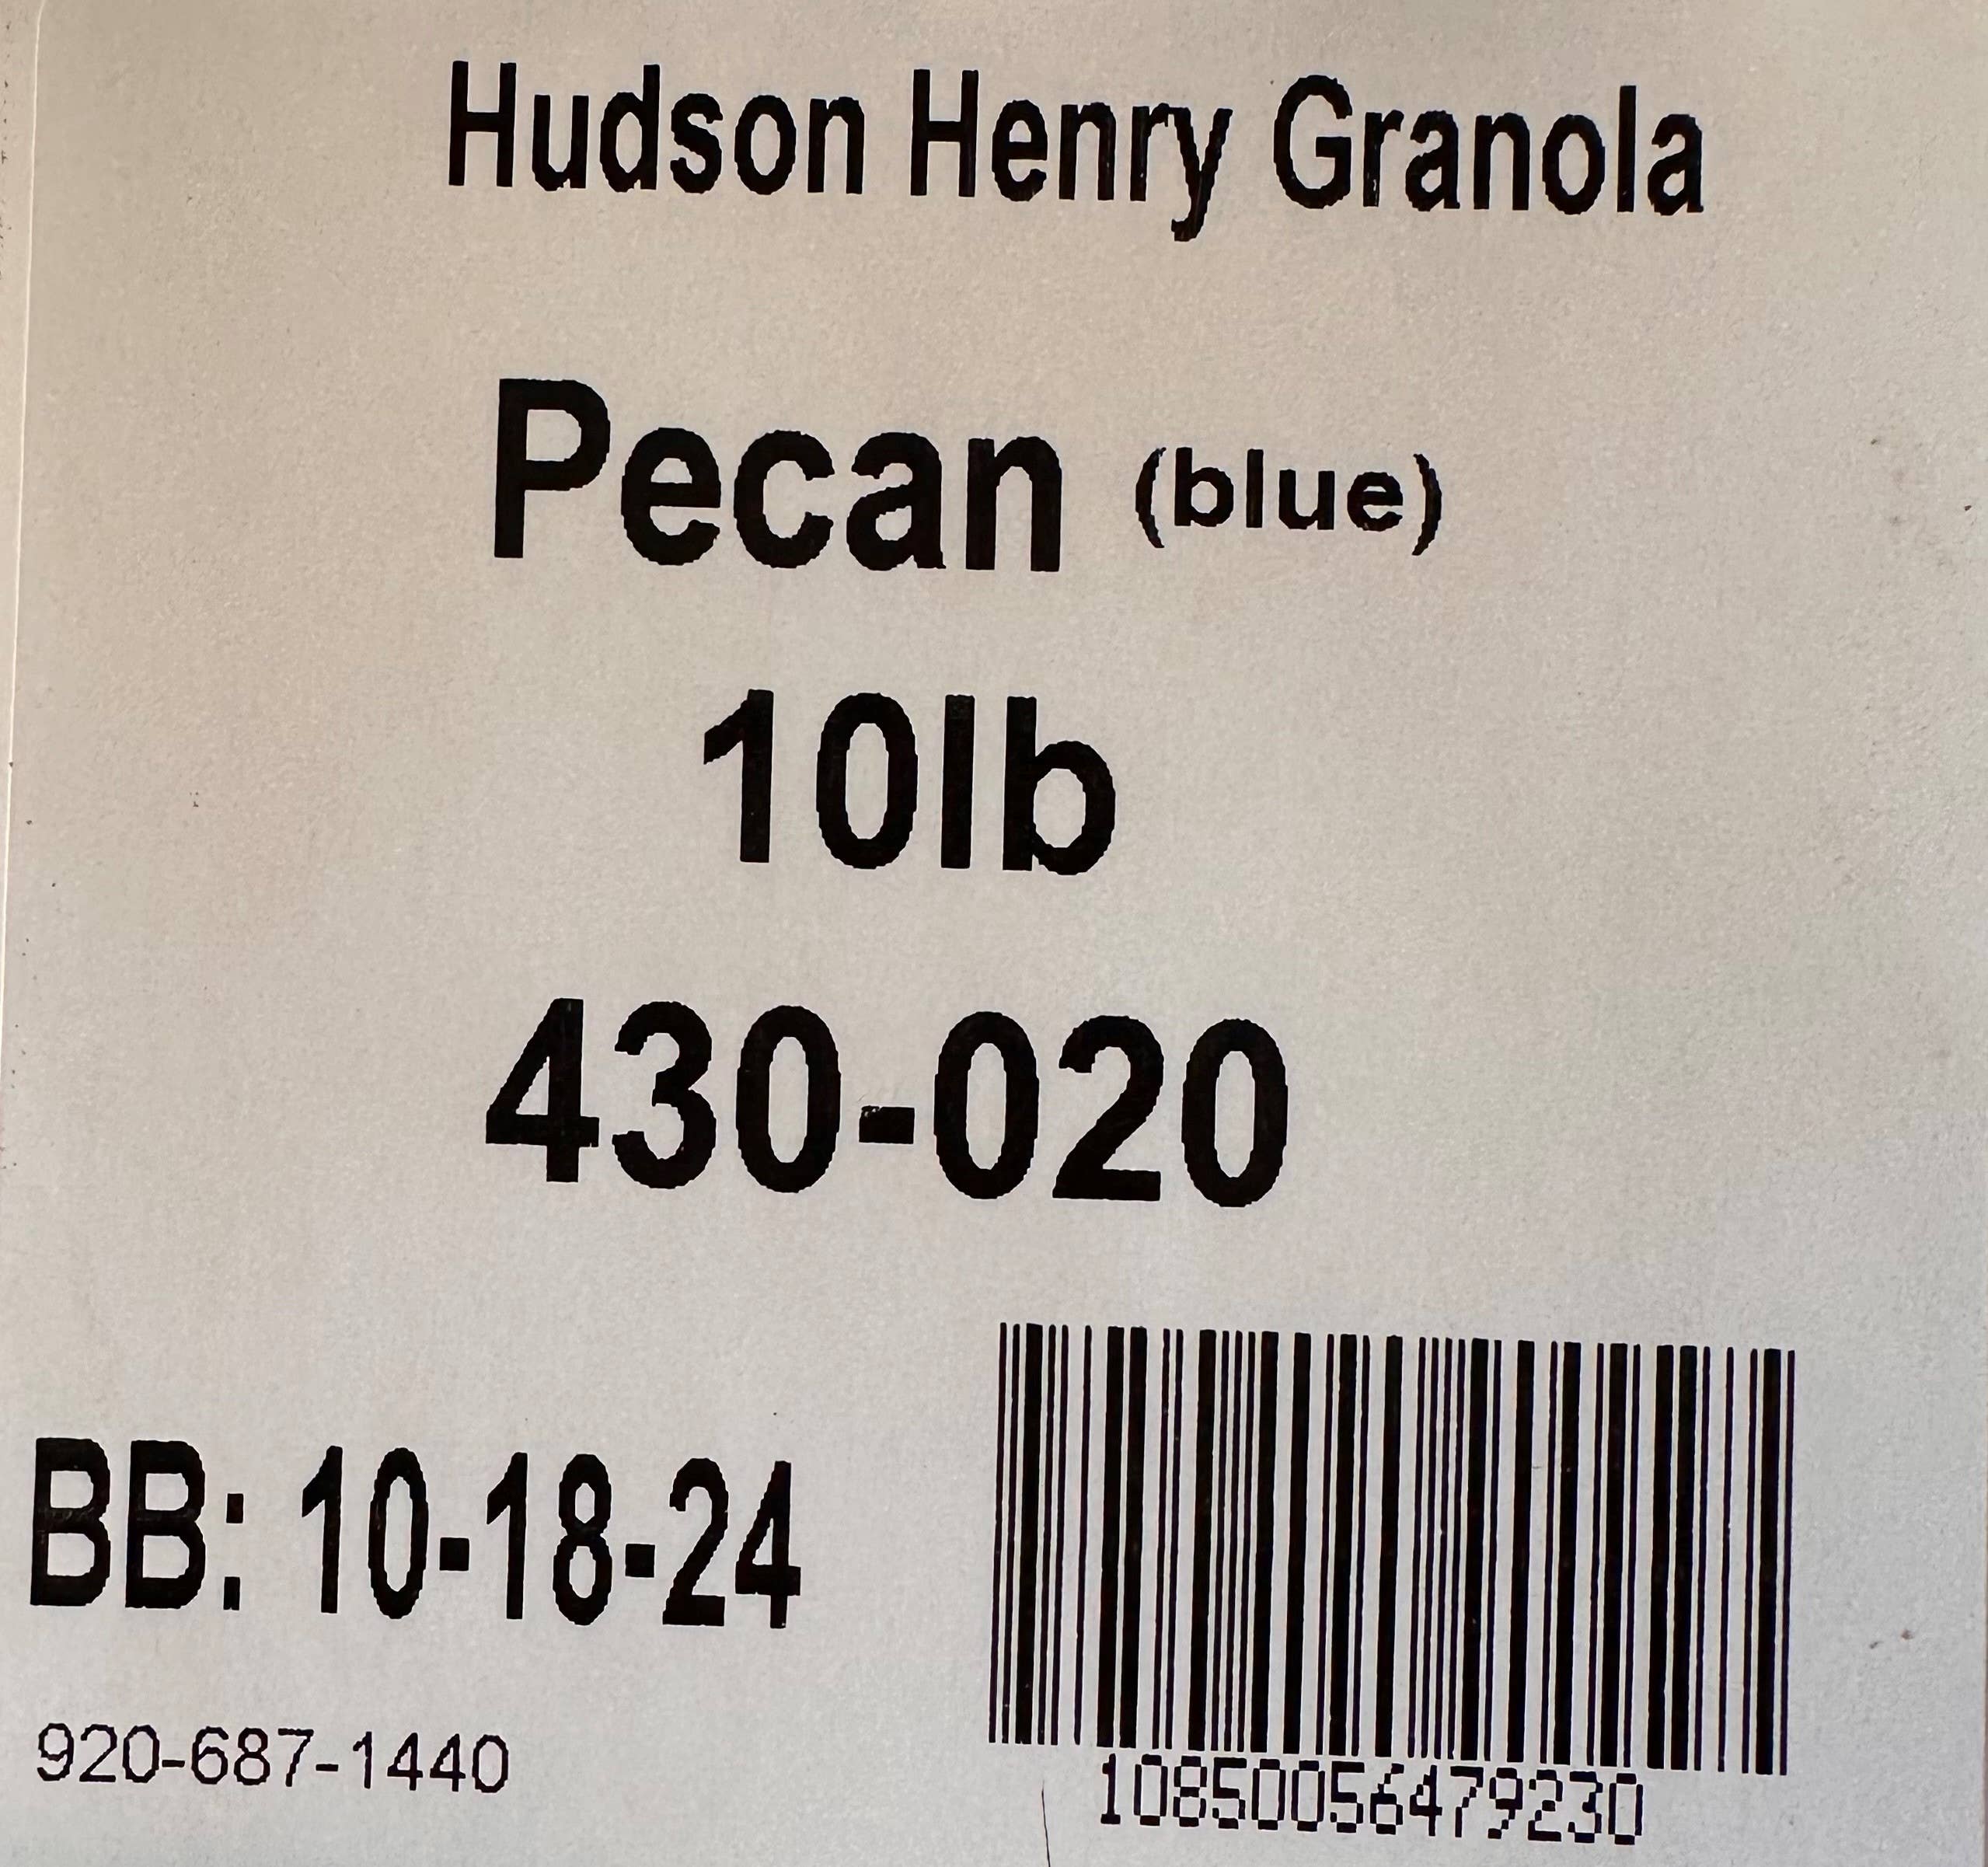 Hudson Henry Granola
Pecan (blue)
10lb
430-020
BB: 10-18-24
920-687-1440
10850056479230